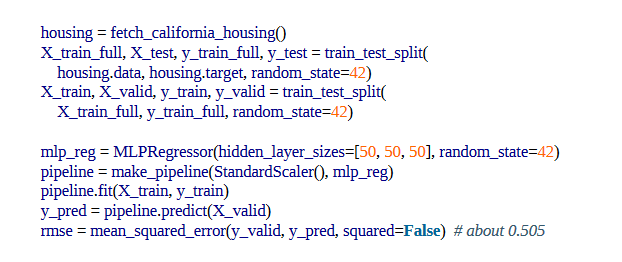 housing = fetch_california_housing()
X_train_full, X_test, y_train_full, y_test = train_test_split(
    housing.data, housing.target, random_state=42)
X_train, X_valid, y_train, y_valid = train_test_split(
    X_train_full, y_train_full, random_state=42)

mlp_reg = MLPRegressor(hidden_layer_sizes=[50, 50, 50], random_state=42)
pipeline = make_pipeline(StandardScaler(), mlp_reg)
pipeline.fit(X_train, y_train)
y_pred = pipeline.predict(X_valid)
rmse = mean_squared_error(y_valid, y_pred, squared=False)  # about 0.505